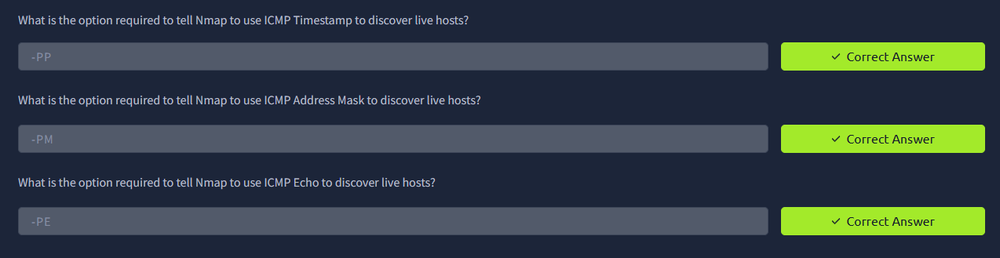 What is the option required to tell Nmap to use ICMP Timestamp to discover live hosts?
-PP
✓ Correct Answer
What is the option required to tell Nmap to use ICMP Address Mask to discover live hosts?
-PM
✓ Correct Answer
What is the option required to tell Nmap to use ICMP Echo to discover live hosts?
-PE
✓ Correct Answer